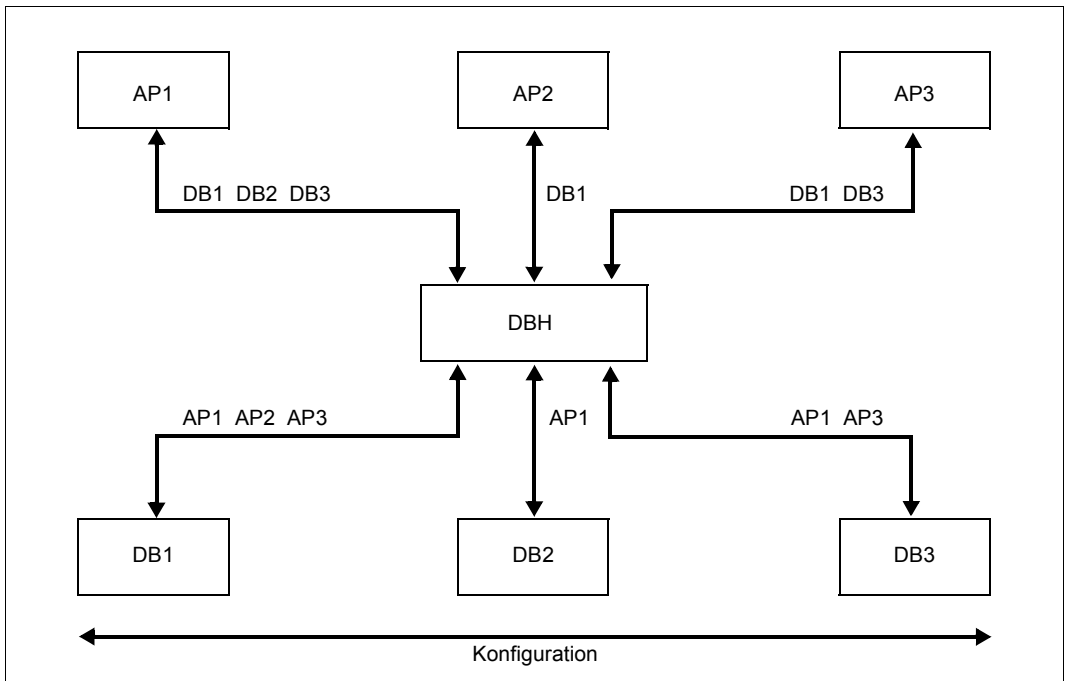 AP1
AP2
AP3
DB1 DB2 DB3
DB1
DB1 DB3
DBH
AP1 AP2 AP3
AP1
AP1 AP3
DB1
DB2
DB3
Konfiguration